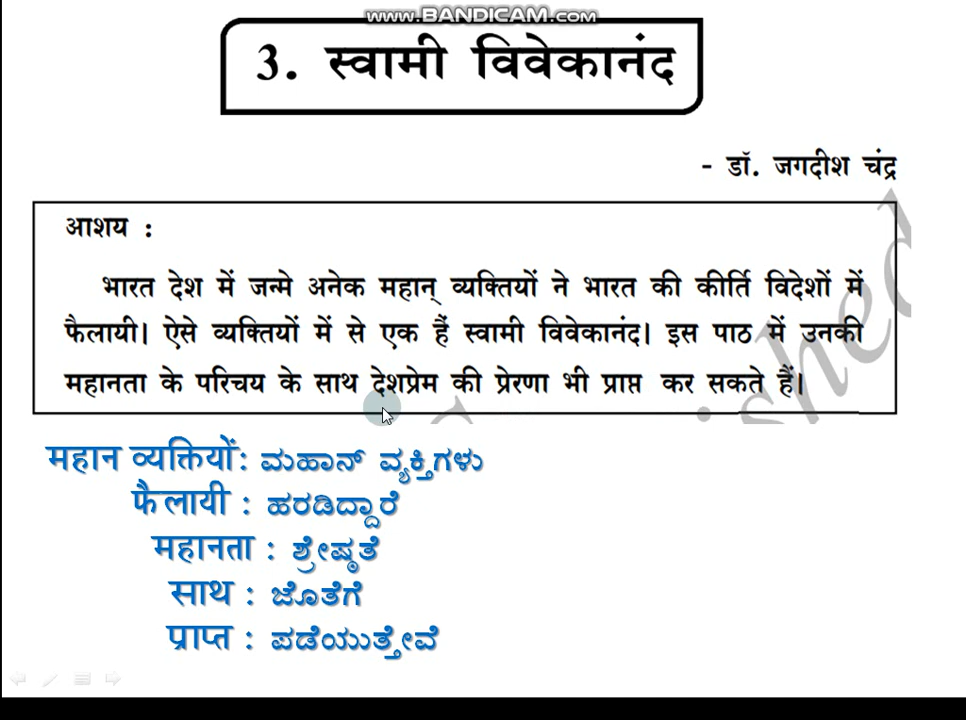 www.BANDICAM.com
3. स्वामी विवेकानंद
- डॉ. जगदीश चंद्र
आशय :
भारत देश में जन्मे अनेक महान् व्यक्तियों ने भारत की कीर्ति विदेशों में
फैलायी। ऐसे व्यक्तियों में से एक हैं स्वामी विवेकानंद। इस पाठ में उनकी
महानता के परिचय के साथ देशप्रेम की प्रेरणा भी प्राप्त कर सकते हैं।
महान व्यक्तियों: ಮಹಾನ್ ವ್ಯಕ್ತಿಗಳು
फैलायी : ಹರಡಿದ್ದಾರೆ
महानता : ಶ್ರೇಷ್ಠತೆ
साथ : ಜೊತೆಗೆ
प्राप्त : ಪಡೆಯುತ್ತೇವೆ